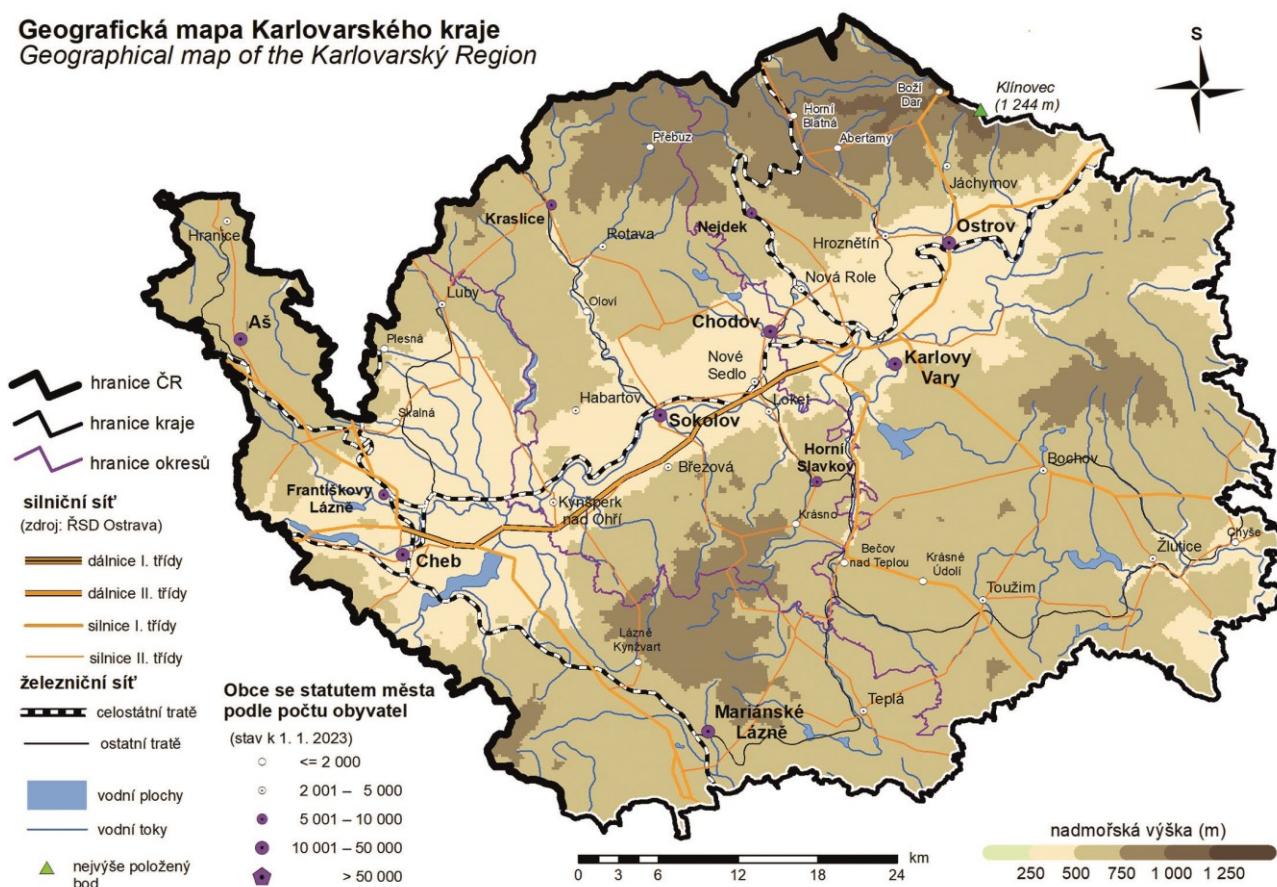 Geografická mapa Karlovarského kraje
Geographical map of the Karlovarský Region
S
Klínovec
(1 244 m)
Boží
Dar
Horní
Blatná
Abertamy
Přebuz
Jáchymov
Kraslice
Nejdek
Ostrov
Hranice
Rotava
Hroznětín
Nová Role
Luby
Oloví
Aš
Chodov
Plesná
Nové
Sedlo
Karlovy
Vary
Skalná
Habartov
Sokolov
Loket
Horní
Slavkov
Březová
Bochov
Františkovy
Lázně
Kynšperk
nad Ohří
Krásno
Chyše
Cheb
Bečov
nad Teplou
Krásné
Údolí
Žlutice
Toužim
Lázně
Kynžvart
Teplá
Mariánské
Lázně
hranice ČR
hranice kraje
hranice okresů
silniční síť
(zdroj: ŘSD Ostrava)
dálnice I. třídy
dálnice II. třídy
silnice I. třídy
silnice II. třídy
železniční síť
celostátní tratě
ostatní tratě
vodní plochy
vodní toky
nejvýše položený
bod
Obce se statutem města
podle počtu obyvatel
(stav k 1. 1. 2023)
<= 2 000
2 001 – 5 000
5 001 – 10 000
10 001 – 50 000
> 50 000
km
0 3 6 12 18 24
nadmořská výška (m)
250 500 750 1 000 1 250